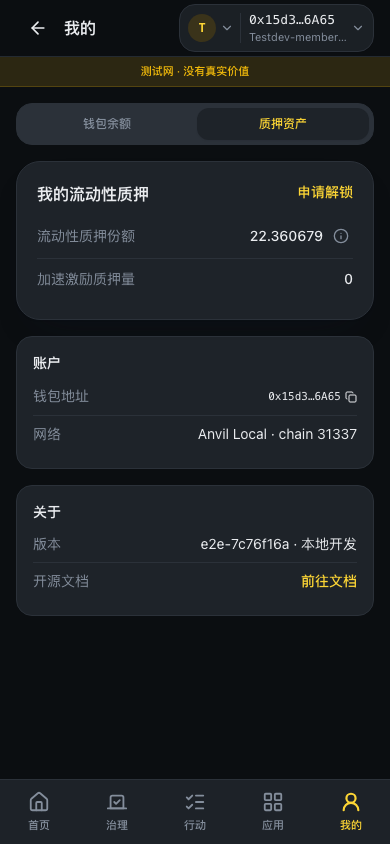 我的
T
0x15d3…6A65
Testdev-member…
测试网 · 没有真实价值
钱包余额
质押资产
我的流动性质押
申请解锁
流动性质押份额
22.360679
加速激励质押量
0
账户
钱包地址
0x15d3…6A65
网络
Anvil Local · chain 31337
关于
版本
e2e-7c76f16a · 本地开发
开源文档
前往文档
首页
治理
行动
应用
我的